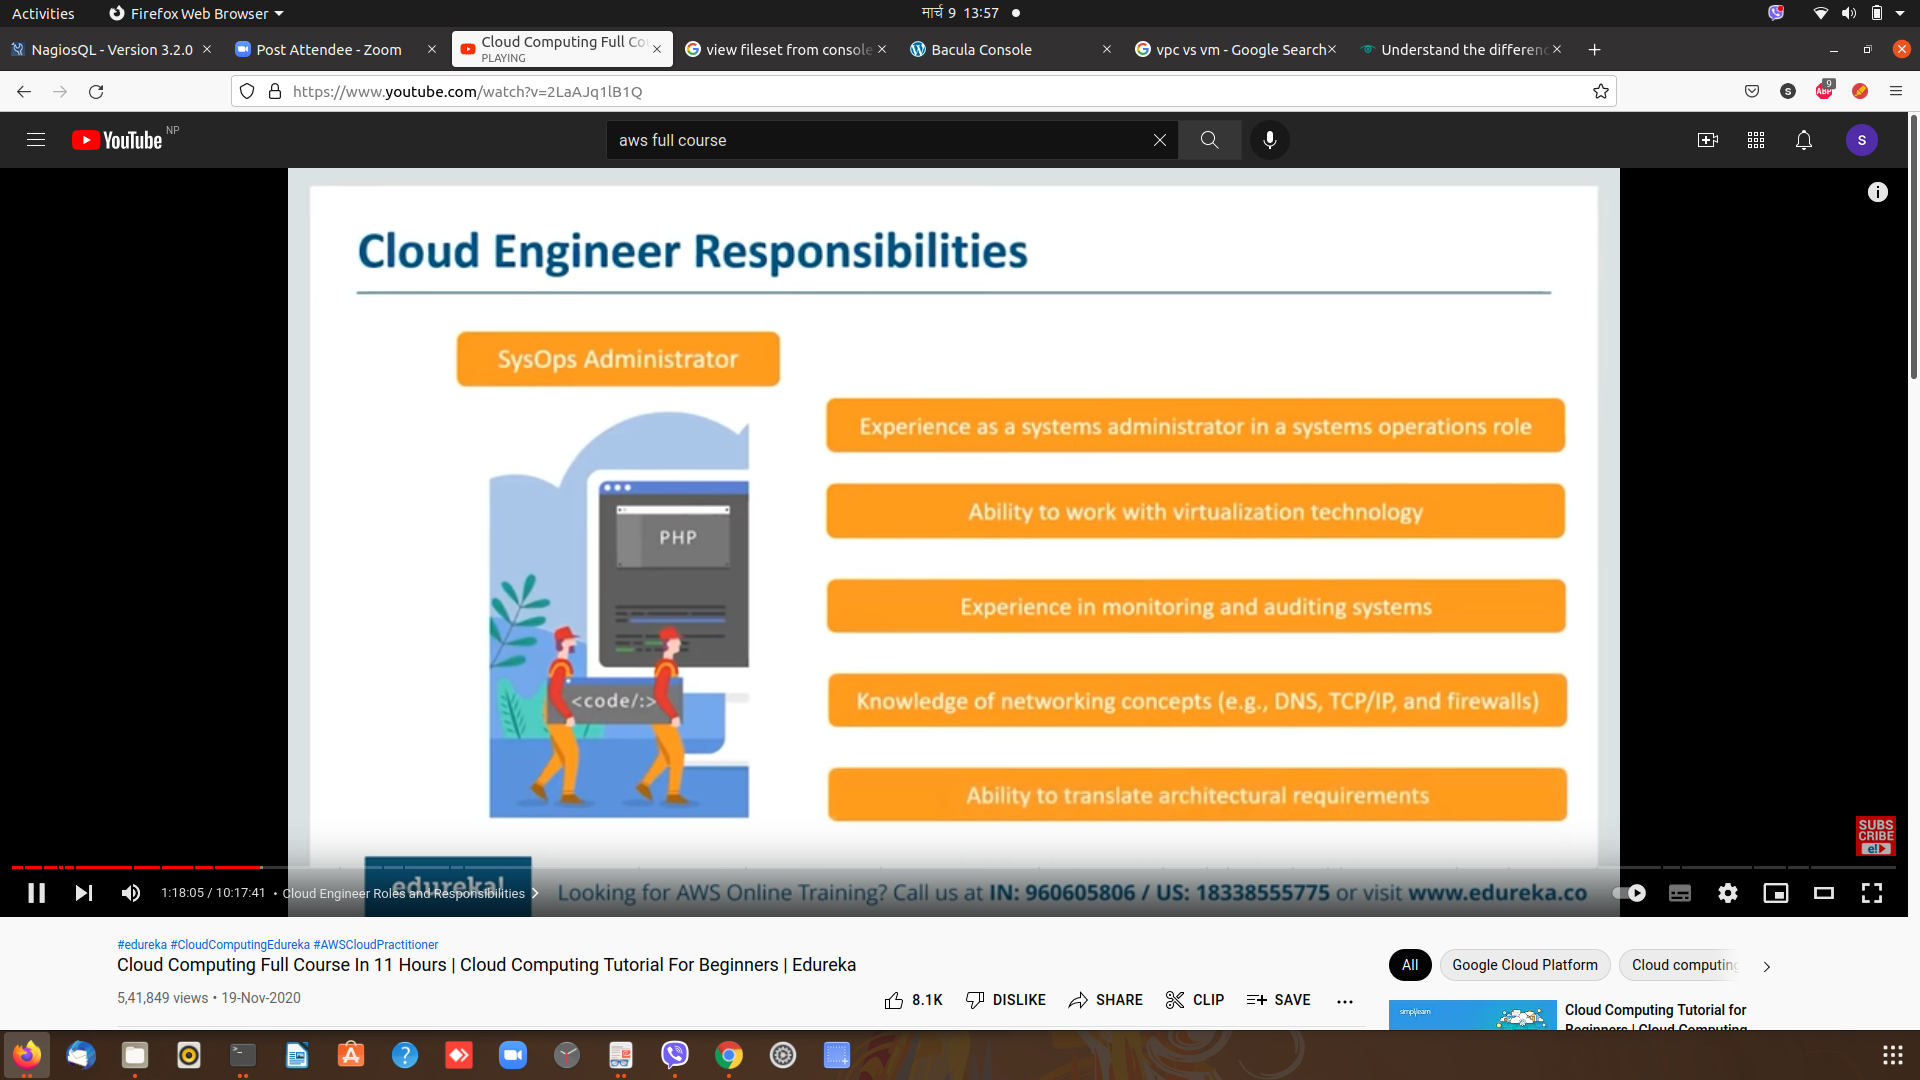 Activities
Firefox Web Browser
मार्च 9 13:57
NagiosQL - Version 3.2.0
Post Attendee - Zoom
Cloud Computing Full Co
PLAYING
view fileset from console
Bacula Console
vpc vs vm - Google Search
Understand the differenc
https://www.youtube.com/watch?v=2LaAJq1lB1Q
S
ABP
9
YouTube NP
aws full course
S
Cloud Engineer Responsibilities
SysOps Administrator
Experience as a systems administrator in a systems operations role
Ability to work with virtualization technology
PHP
Experience in monitoring and auditing systems
<code/:>
Knowledge of networking concepts (e.g., DNS, TCP/IP, and firewalls)
Ability to translate architectural requirements
SUBS
CRIBE
e!
edureka!
Looking for AWS Online Training? Call us at IN: 960605806 / US: 18338555775 or visit www.edureka.co
1:18:05 / 10:17:41 • Cloud Engineer Roles and Responsibilities
#edureka #CloudComputingEdureka #AWSCloudPractitioner
Cloud Computing Full Course In 11 Hours | Cloud Computing Tutorial For Beginners | Edureka
5,41,849 views • 19-Nov-2020
8.1K
DISLIKE
SHARE
CLIP
SAVE
All
Google Cloud Platform
Cloud computing
simplilearn
Cloud Computing Tutorial for
Beginners | Cloud Computing